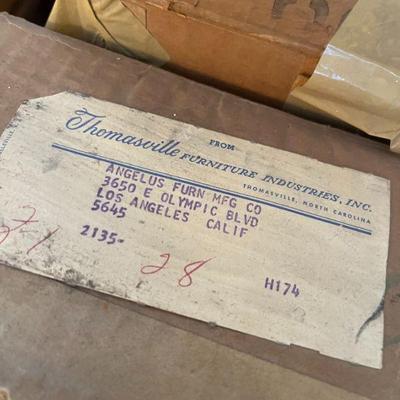 FROM
Thomasville FURNITURE INDUSTRIES, INC.
THOMASVILLE, NORTH CAROLINA
ANGELUS FURN MFG CO
3650 E OLYMPIC BLVD
LOS ANGELES CALIF
5645
2135-
28
H174